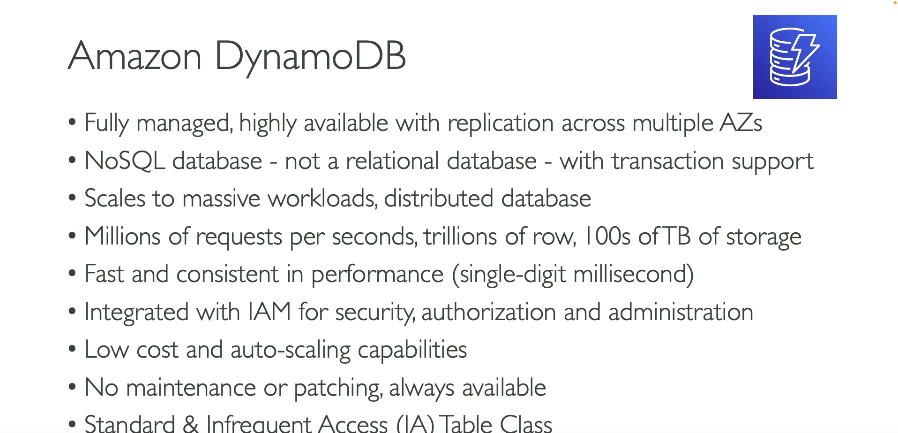 Amazon DynamoDB
• Fully managed, highly available with replication across multiple AZs
• NoSQL database - not a relational database - with transaction support
• Scales to massive workloads, distributed database
• Millions of requests per seconds, trillions of row, 100s of TB of storage
• Fast and consistent in performance (single-digit millisecond)
• Integrated with IAM for security, authorization and administration
• Low cost and auto-scaling capabilities
• No maintenance or patching, always available
• Standard & Infrequent Access (IA) Table Class